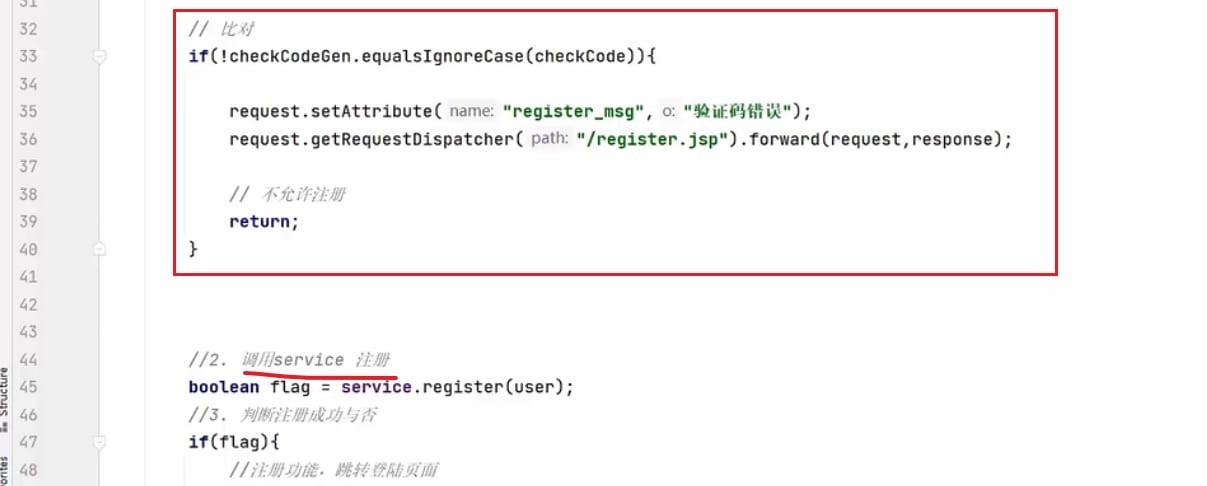 31
32 // 比对
33 if(!checkCodeGen.equalsIgnoreCase(checkCode)){
34
35 request.setAttribute( name: "register_msg", o: "验证码错误");
36 request.getRequestDispatcher( path: "/register.jsp").forward(request,response);
37
38 // 不允许注册
39 return;
40 }
41
42
43
44 //2. 调用service 注册
45 boolean flag = service.register(user);
46 //3. 判断注册成功与否
47 if(flag){
48 //注册功能，跳转登陆页面
Structure
orites